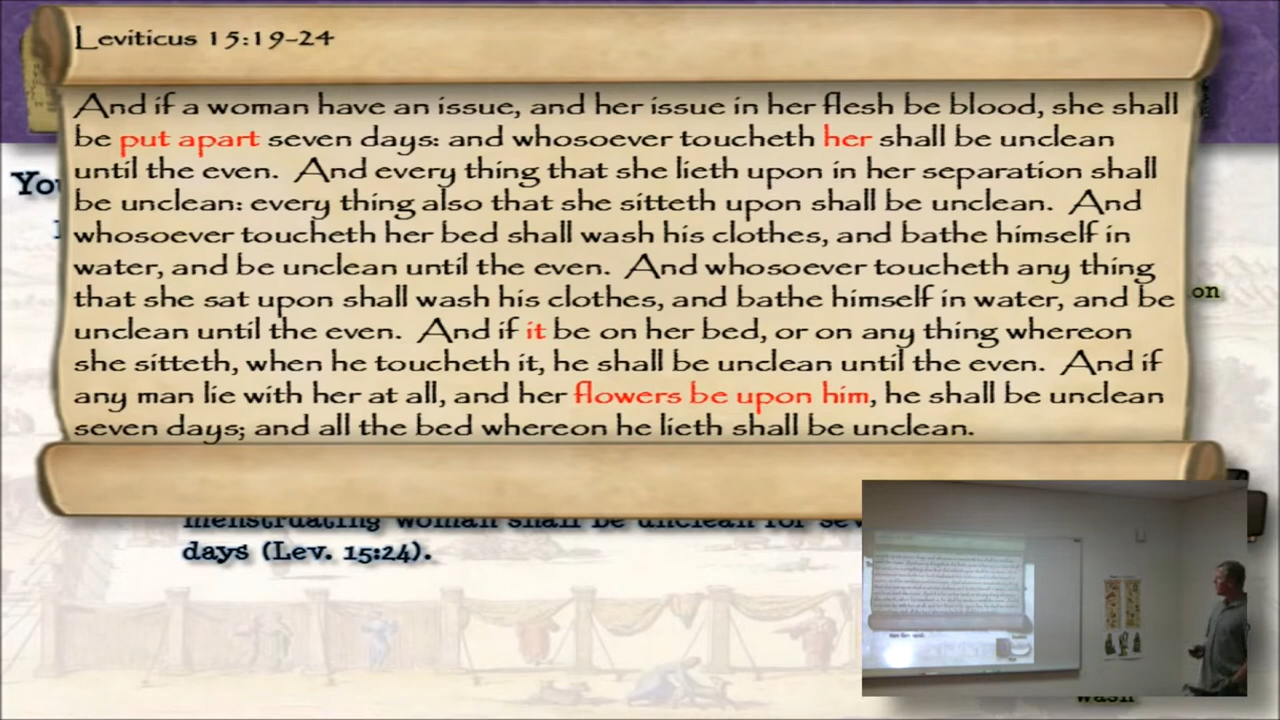 Leviticus 15:19-24
And if a woman have an issue, and her issue in her flesh be blood, she shall
be put apart seven days: and whosoever toucheth her shall be unclean
until the even. And every thing that she lieth upon in her separation shall
be unclean: every thing also that she sitteth upon shall be unclean. And
whosoever toucheth her bed shall wash his clothes, and bathe himself in
water, and be unclean until the even. And whosoever toucheth any thing
that she sat upon shall wash his clothes, and bathe himself in water, and be
unclean until the even. And if it be on her bed, or on any thing whereon
she sitteth, when he toucheth it, he shall be unclean until the even. And if
any man lie with her at all, and her flowers be upon him, he shall be unclean
seven days; and all the bed whereon he lieth shall be unclean.
on
menstruating woman shall be unclean for
days (Lev. 15:24).
wash